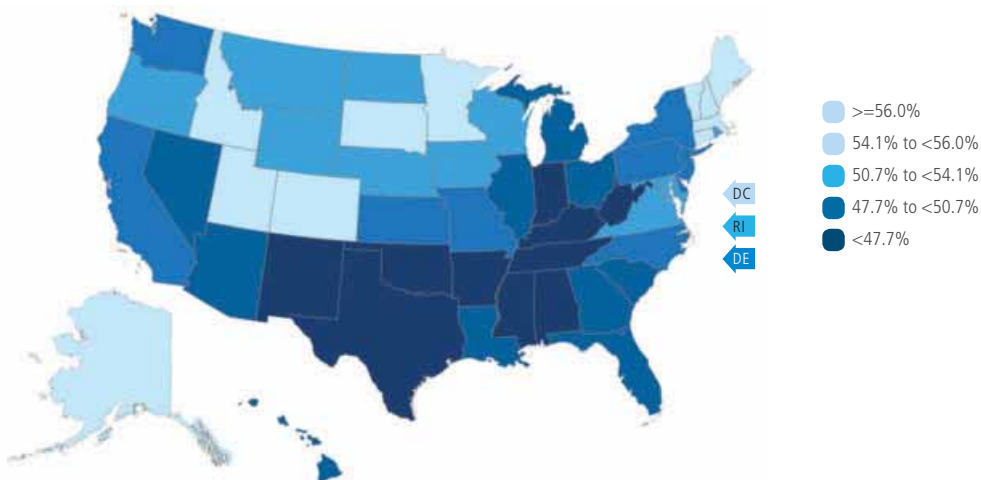 >=56.0%
54.1% to <56.0%
50.7% to <54.1%
47.7% to <50.7%
<47.7%
DC
RI
DE